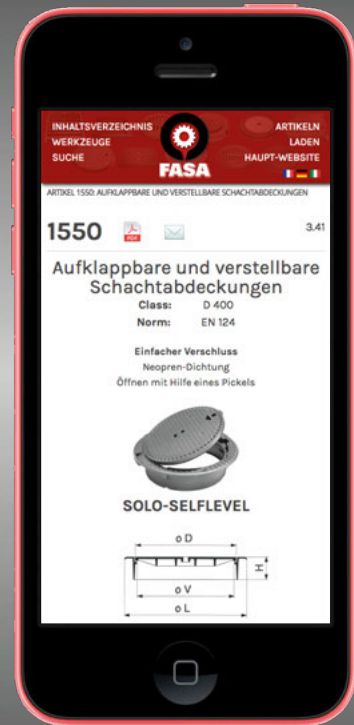 INHALTSVERZEICHNIS
WERKZEUGE
SUCHE
FASA
ARTIKELN
LADEN
HAUPT-WEBSITE
ARTIKEL 1550: AUFKLAPPBARE UND VERSTELLBARE SCHACHTABDECKUNGEN
1550
PDF
3.41
Aufklappbare und verstellbare
Schachtabdeckungen
Class: D 400
Norm: EN 124
Einfacher Verschluss
Neopren-Dichtung
Öffnen mit Hilfe eines Pickels
SOLO-SELFLEVEL
o D
H
o V
o L